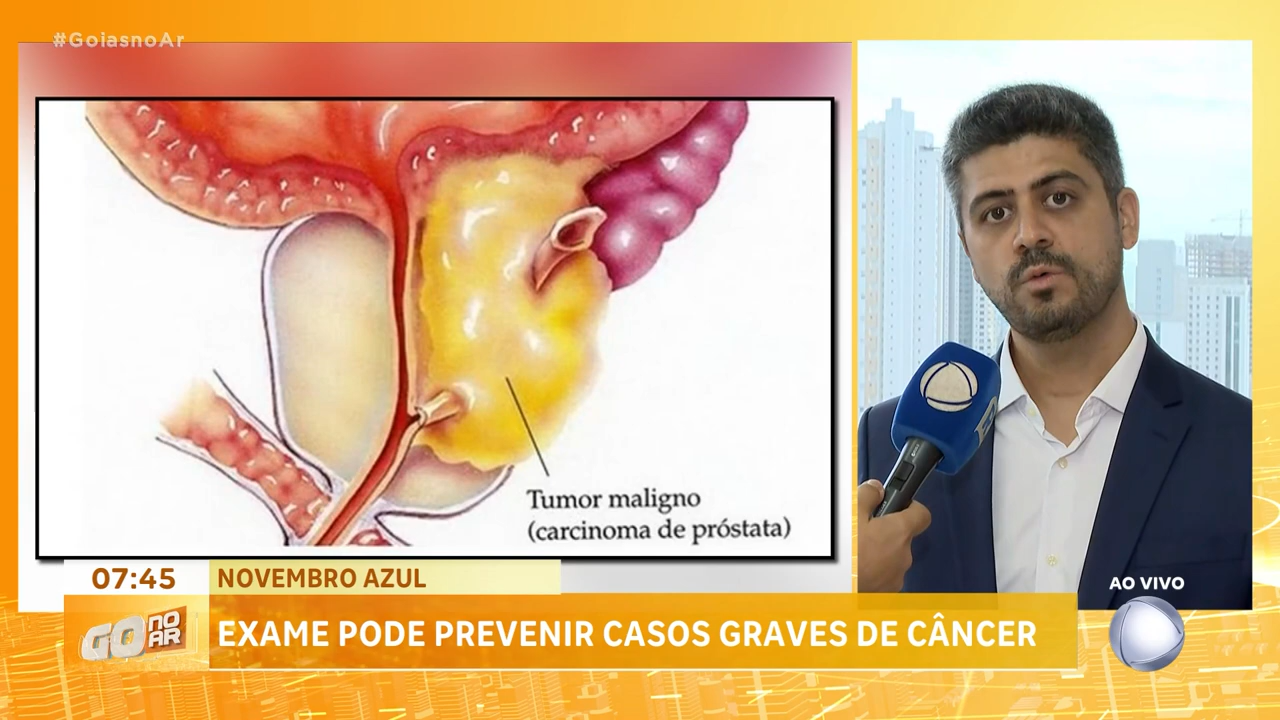 #GoiasnoAr
Tumor maligno
(carcinoma de próstata)
07:45
NOVEMBRO AZUL
GO NO AR
EXAME PODE PREVENIR CASOS GRAVES DE CÂNCER
AO VIVO